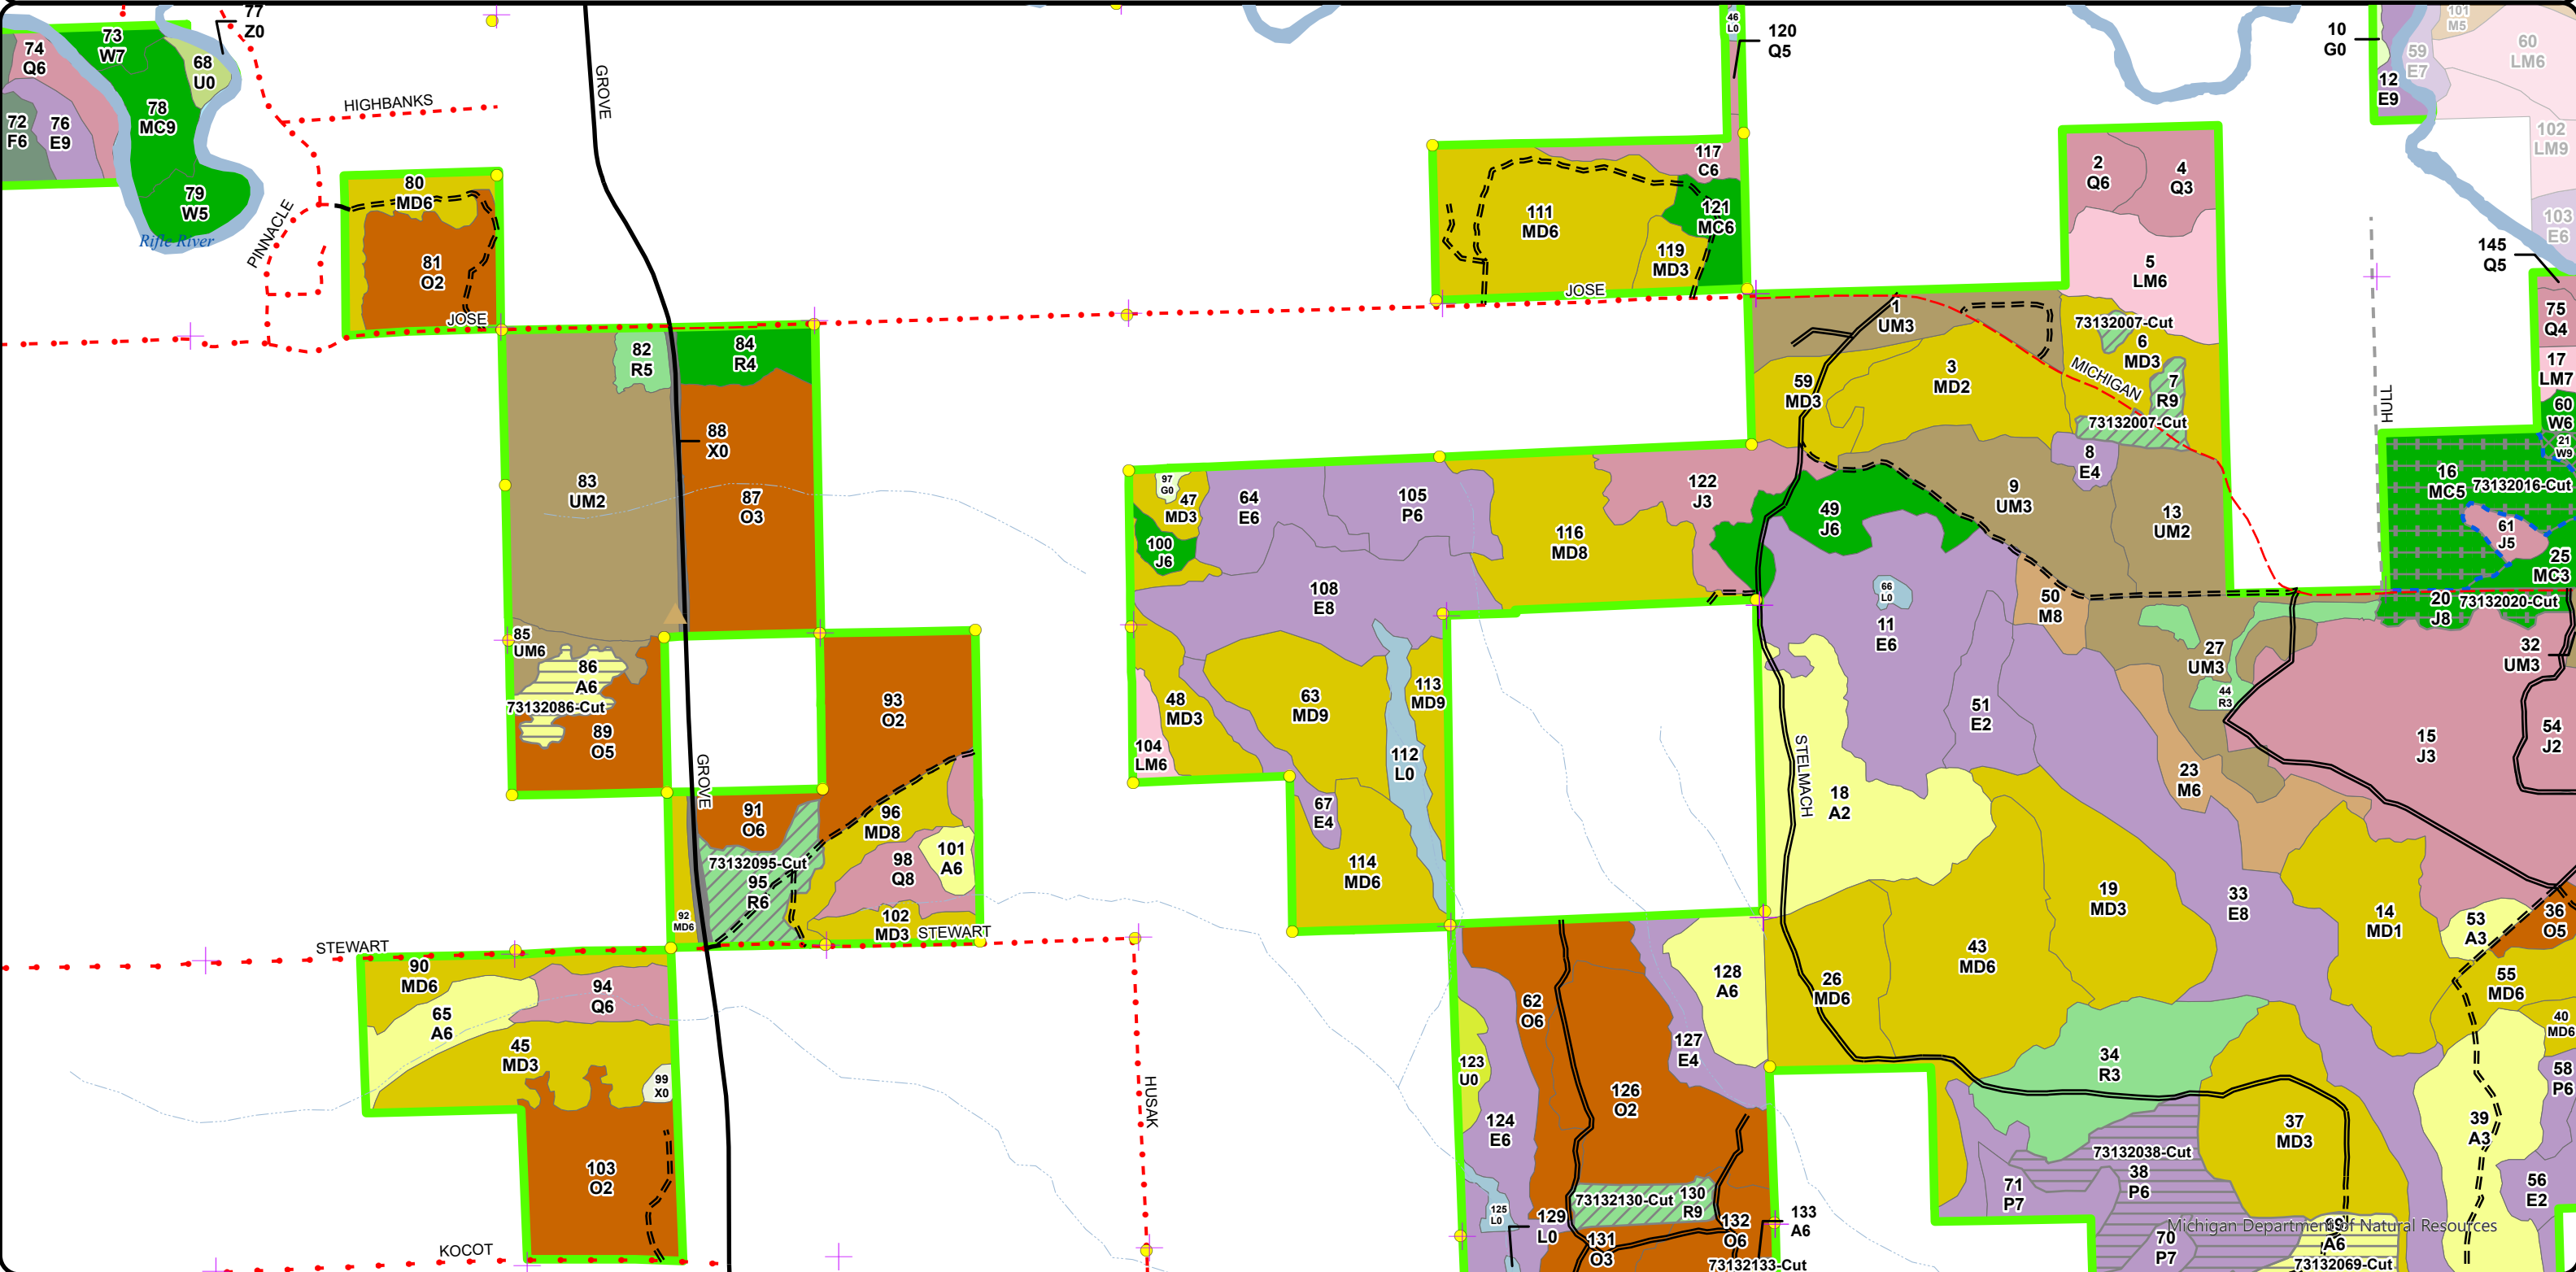 77
Z0
74
Q6
73
W7
68
U0
78
MC9
72
F6
76
E9
79
W5
Rifle River
HIGHBANKS
PINNACLE
80
MD6
81
O2
JOSE
GROVE
82
R5
84
R4
88
X0
83
UM2
87
O3
85
UM6
86
A6
73132086-Cut
89
O5
93
O2
GROVE
91
O6
96
MD8
73132095-Cut
95
R6
98
Q8
101
A6
92
MD6
102
MD3
STEWART
STEWART
90
MD6
94
Q6
65
A6
45
MD3
99
X0
103
O2
KOCOT
HUSAK
46
L0
120
Q5
117
C6
111
MD6
121
MC6
119
MD3
JOSE
97
G0
47
MD3
100
J6
64
E6
105
P6
116
MD8
122
J3
108
E8
48
MD3
104
LM6
63
MD9
113
MD9
112
L0
67
E4
114
MD6
10
G0
12
E9
59
E7
101
M5
60
LM6
102
LM9
103
E6
145
Q5
2
Q6
4
Q3
5
LM6
1
UM3
73132007-Cut
6
MD3
MICHIGAN
7
R9
73132007-Cut
3
MD2
59
MD3
8
E4
9
UM3
13
UM2
49
J6
66
L0
11
E6
50
M8
HULL
75
Q4
17
LM7
60
W6
21
W9
16
MC5
73132016-Cut
61
J5
25
MC3
20
J8
73132020-Cut
27
UM3
32
UM3
44
R3
15
J3
54
J2
51
E2
23
M6
STELMACH
18
A2
19
MD3
33
E8
14
MD1
53
A3
36
O5
55
MD6
40
MD6
43
MD6
26
MD6
128
A6
62
O6
127
E4
123
U0
126
O2
124
E6
34
R3
37
MD3
39
A3
58
P6
56
E2
73132038-Cut
38
P6
71
P7
70
P7
69
A6
73132069-Cut
125
L0
129
L0
73132130-Cut
130
R9
131
O3
132
O6
133
A6
73132133-Cut
Michigan Department of Natural Resources